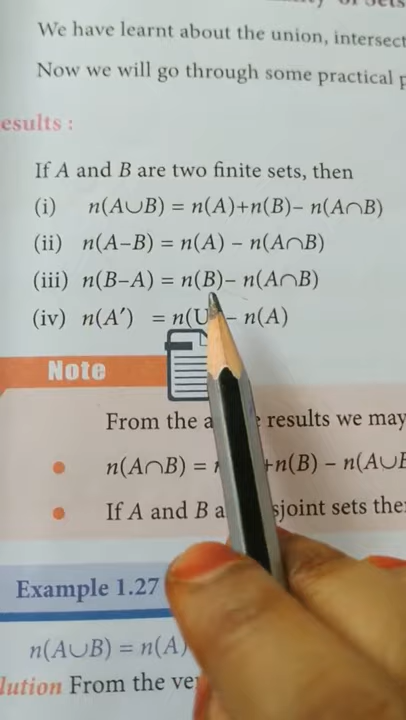 We have learnt about the union, intersect
Now we will go through some practical p
esults :
If A and B are two finite sets, then
(i) n(A∪B) = n(A)+n(B)– n(A∩B)
(ii) n(A–B) = n(A) – n(A∩B)
(iii) n(B–A) = n(B)– n(A∩B)
(iv) n(A′) = n(U – n(A)
Note
From the a results we may
• n(A∩B) = +n(B) – n(A∪B
• If A and B a sjoint sets the
Example 1.27
n(A∪B) = n(A)
lution From the ve